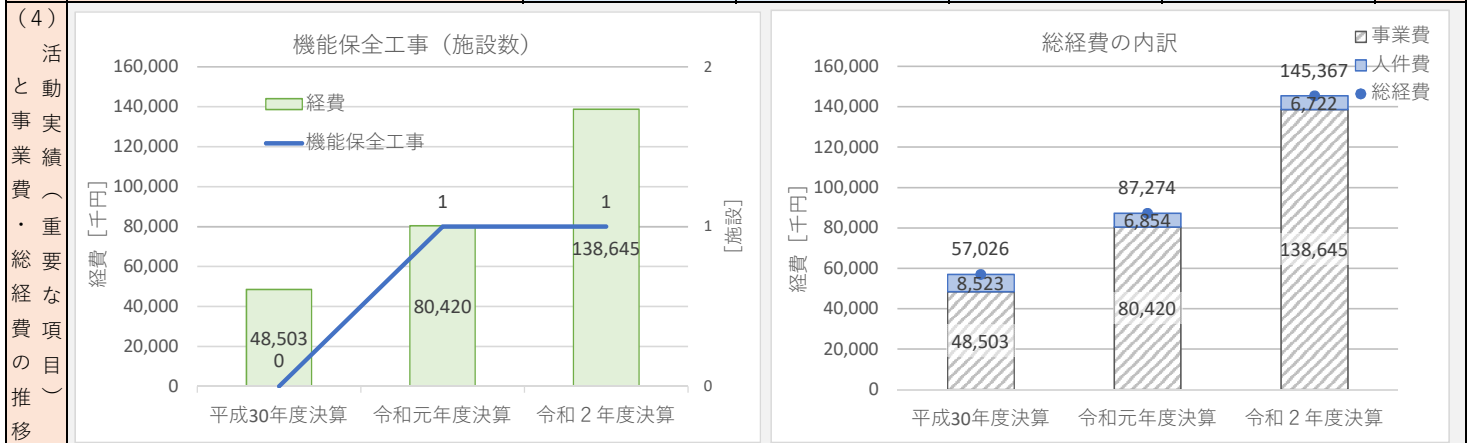 (4)活動実績(重要な項目)
と事業費・総経費の推移
機能保全工事（施設数）
160,000
140,000
120,000
100,000
80,000
60,000
40,000
20,000
0
経費［千円］
経費
機能保全工事
48,503
0
1
80,420
1
138,645
2
1
0
[施設]
平成30年度決算
令和元年度決算
令和２年度決算
総経費の内訳
事業費
人件費
総経費
160,000
140,000
120,000
100,000
80,000
60,000
40,000
20,000
0
経費［千円］
57,026
8,523
48,503
87,274
6,854
80,420
145,367
6,722
138,645
平成30年度決算
令和元年度決算
令和２年度決算